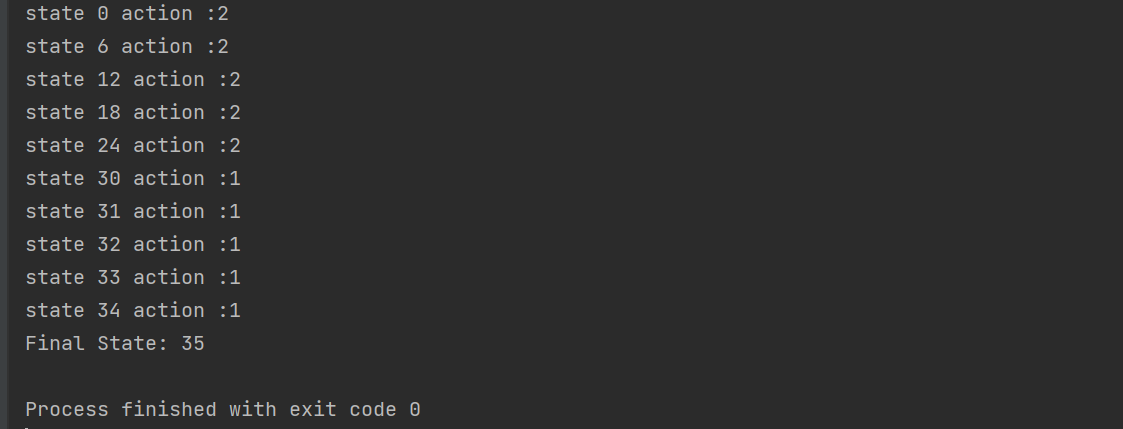 state 0 action :2
state 6 action :2
state 12 action :2
state 18 action :2
state 24 action :2
state 30 action :1
state 31 action :1
state 32 action :1
state 33 action :1
state 34 action :1
Final State: 35
Process finished with exit code 0